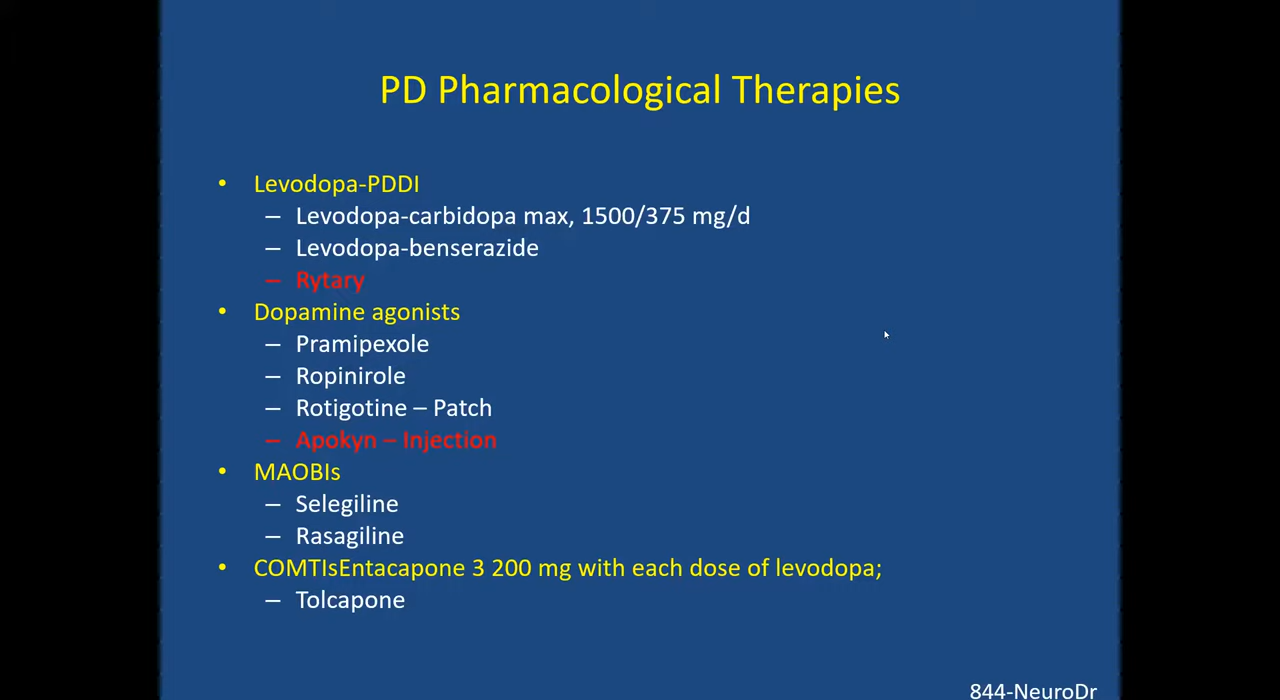 PD Pharmacological Therapies
• Levodopa-PDDI
– Levodopa-carbidopa max, 1500/375 mg/d
– Levodopa-benserazide
– Rytary
• Dopamine agonists
– Pramipexole
– Ropinirole
– Rotigotine – Patch
– Apokyn – Injection
• MAOBIs
– Selegiline
– Rasagiline
• COMTIsEntacapone 3 200 mg with each dose of levodopa;
– Tolcapone
844-NeuroDr